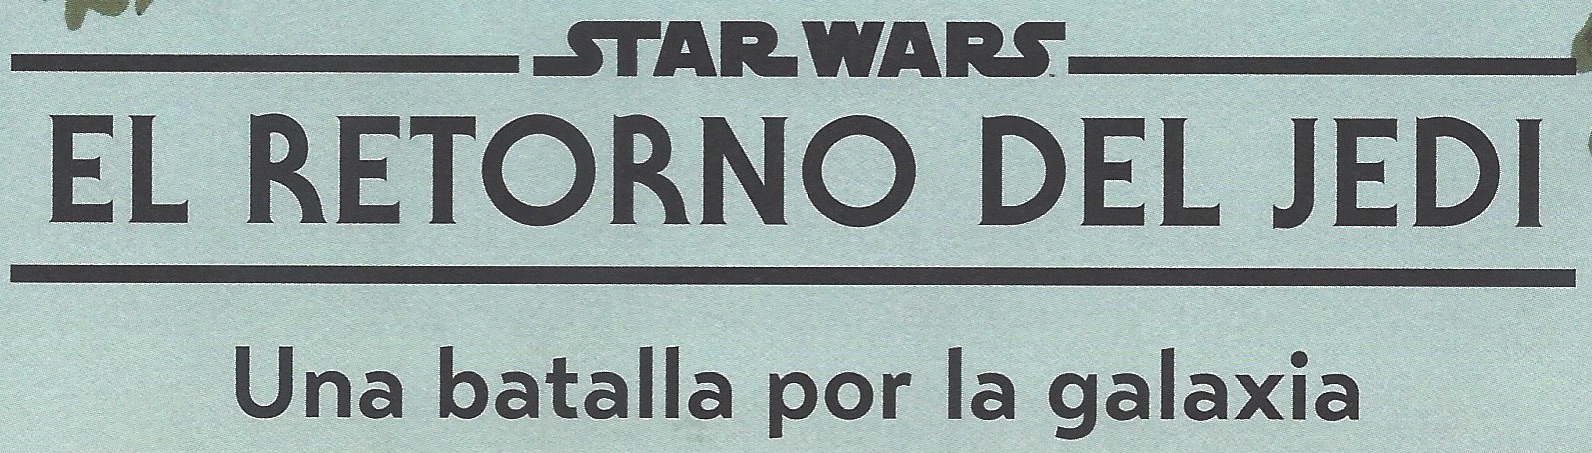 STAR WARS
EL RETORNO DEL JEDI
Una batalla por la galaxia